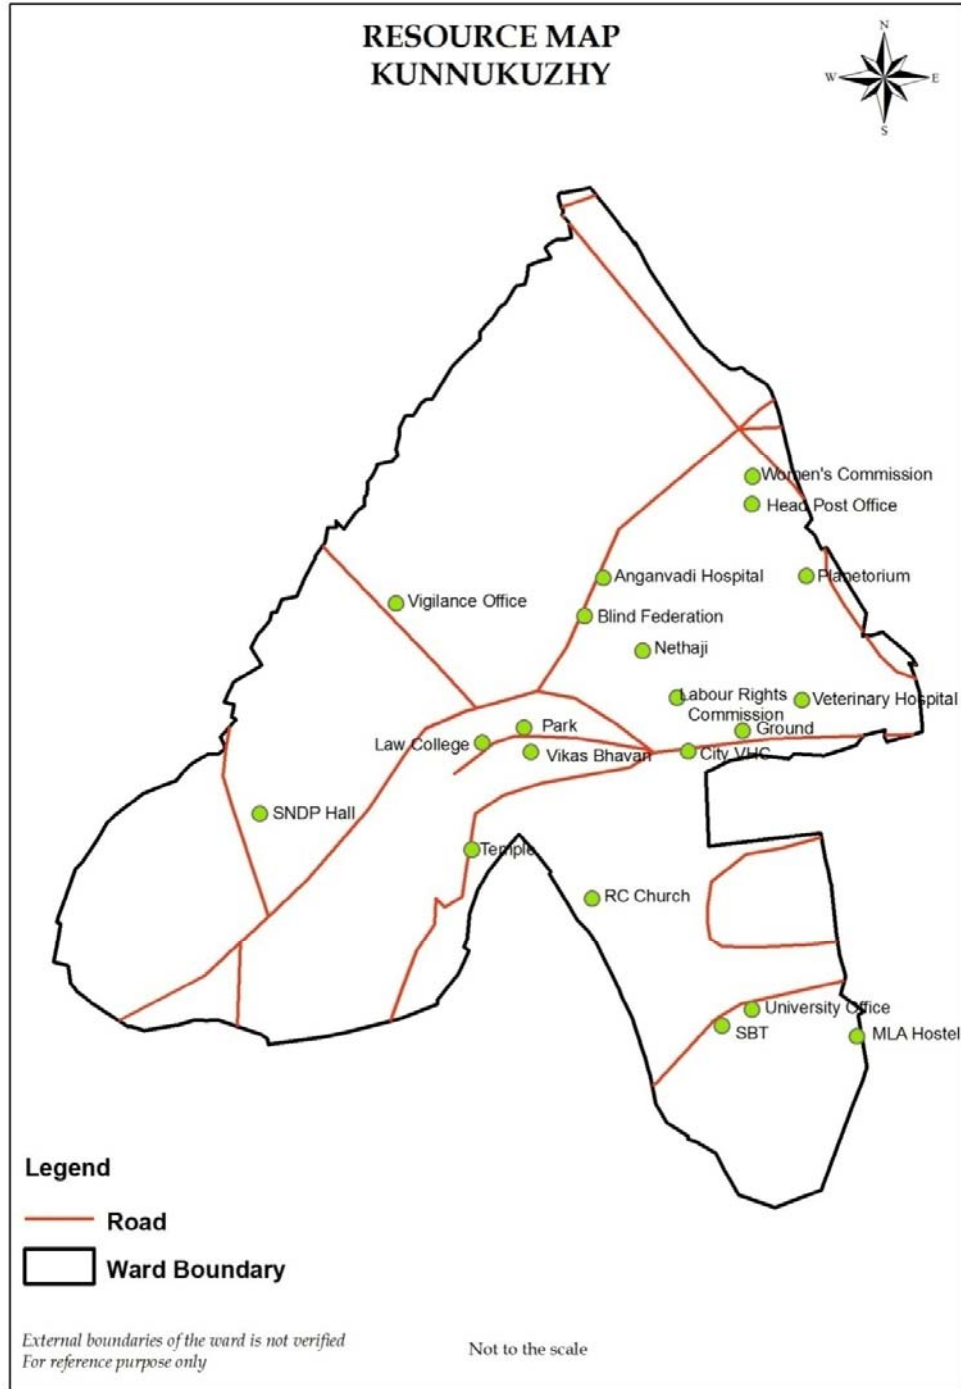 RESOURCE MAP
KUNNUKUZHY
N
W
E
S
Women's Commission
Head Post Office
Anganvadi Hospital
Planetorium
Vigilance Office
Blind Federation
Nethaji
Labour Rights
Commission
Veterinary Hospital
Park
Ground
Law College
Vikas Bhavan
City VHC
SNDP Hall
Temple
RC Church
University Office
SBT
MLA Hostel
Legend
Road
Ward Boundary
External boundaries of the ward is not verified
For reference purpose only
Not to the scale